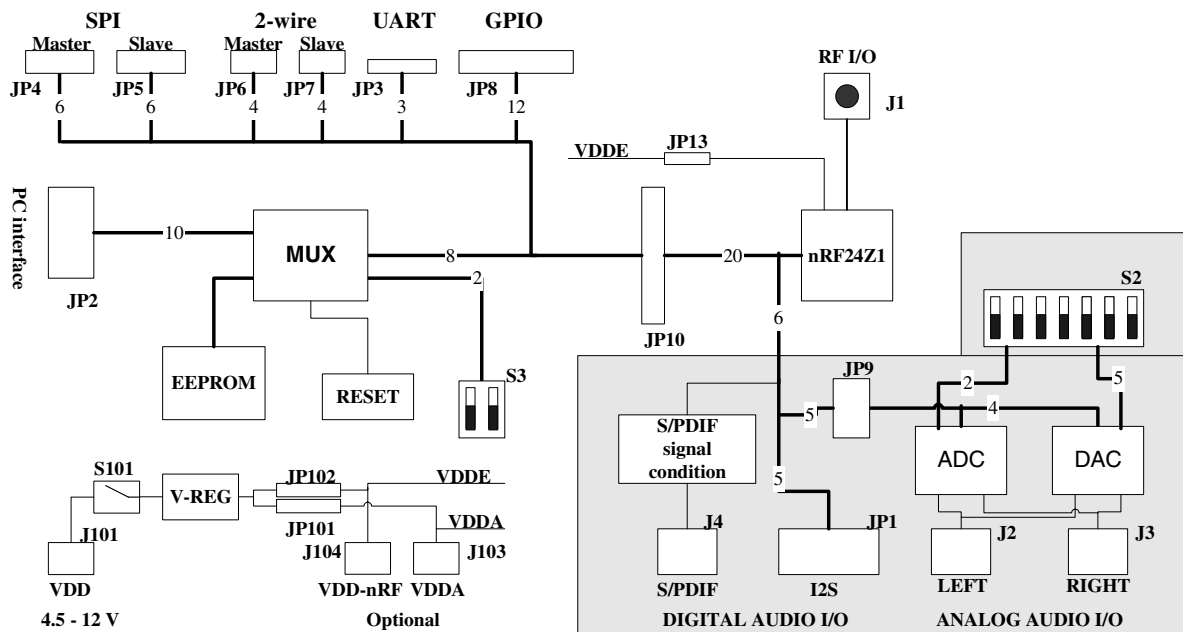 SPI 2-wire UART GPIO
Master Slave Master Slave
JP4 JP5 JP6 JP7 JP3 JP8
6 6 4 4 3 12
RF I/O
J1
VDDE JP13
PC interface
JP2
10
MUX
8
2
JP10
20
nRF24Z1
6
S2
EEPROM
RESET
S3
JP9
2
5
5
4
S/PDIF
signal
condition
ADC
DAC
5
S101
V-REG
JP102
JP101
VDDE
VDDA
J101
J104
J103
VDD
VDD-nRF
VDDA
4.5 - 12 V
Optional
J4
S/PDIF
JP1
I2S
J2
LEFT
J3
RIGHT
DIGITAL AUDIO I/O
ANALOG AUDIO I/O